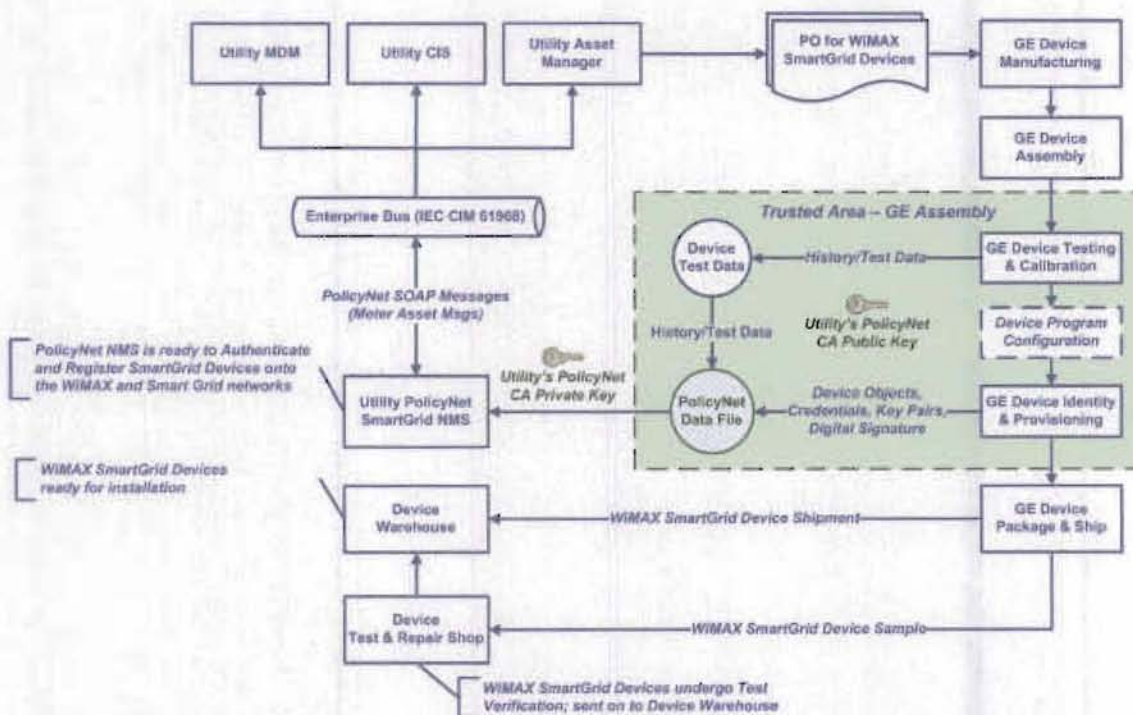 Utility MDM
Utility CIS
Utility Asset
Manager
PO for WiMAX
SmartGrid Devices
GE Device
Manufacturing
GE Device
Assembly
Enterprise Bus (IEC CIM 61968)
Trusted Area – GE Assembly
Device
Test Data
History/Test Data
GE Device Testing
& Calibration
PolicyNet SOAP Messages
(Meter Asset Msgs)
History/Test Data
Utility's PolicyNet
CA Public Key
Device Program
Configuration
PolicyNet NMS is ready to Authenticate
and Register SmartGrid Devices onto
the WiMAX and Smart Grid networks
Utility PolicyNet
SmartGrid NMS
Utility's PolicyNet
CA Private Key
PolicyNet
Data File
Device Objects,
Credentials, Key Pairs,
Digital Signature
GE Device Identity
& Provisioning
WiMAX SmartGrid Devices
ready for installation
Device
Warehouse
WiMAX SmartGrid Device Shipment
GE Device
Package & Ship
Device
Test & Repair Shop
WiMAX SmartGrid Device Sample
WiMAX SmartGrid Devices undergo Test
Verification; sent on to Device Warehouse